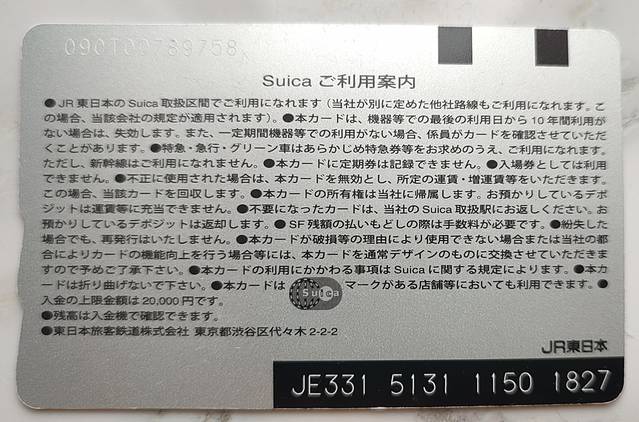 090T00789758
Suica ご利用案内
●JR東日本のSuica取扱区間でご利用になれます（当社が別に定めた他社路線もご利用になれます。こ
の場合、当該会社の規定が適用されます）。●本カードは、機器等での最後の利用日から10年間利用が
ない場合は、失効します。また、一定期間機器等での利用がない場合、係員がカードを確認させていただ
くことがあります。●特急・急行・グリーン車はあらかじめ特急券等をお求めのうえ、ご利用になれます。
ただし、新幹線はご利用になれません。●本カードに定期券は記録できません。●入場券としては利用
できません。●不正に使用された場合は、本カードを無効とし、所定の運賃・増運賃等をいただきます。
この場合、当該カードを回収します。●本カードの所有権は当社に帰属します。お預かりしているデポ
ジットは運賃等に充当できません。●不要になったカードは、当社のSuica取扱駅にお返しください。お
預かりしているデポジットは返却します。●SF残額の払いもどしの際は手数料が必要です。●紛失した
場合でも、再発行はいたしません。●本カードが破損等の理由により使用できない場合または当社の都
合によりカードの機能向上を行う場合等には、本カードを通常デザインのものに交換させていただきま
すので予めご了承下さい。●本カードの利用にかかわる事項はSuicaに関する規定によります。●本カ
ードは折り曲げないで下さい。●本カードは Suica マークがある店舗等においても利用できます。●
入金の上限金額は20,000円です。
●残高は入金機で確認できます。
●東日本旅客鉄道株式会社 東京都渋谷区代々木2-2-2
JR東日本
JE331 5131 1150 1827